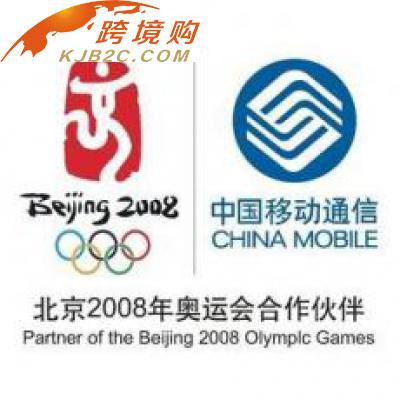 跨境购
KJB2C.COM
Beijing 2008
中国移动通信
CHINA MOBILE
北京2008年奥运会合作伙伴
Partner of the Beijing 2008 Olympic Games